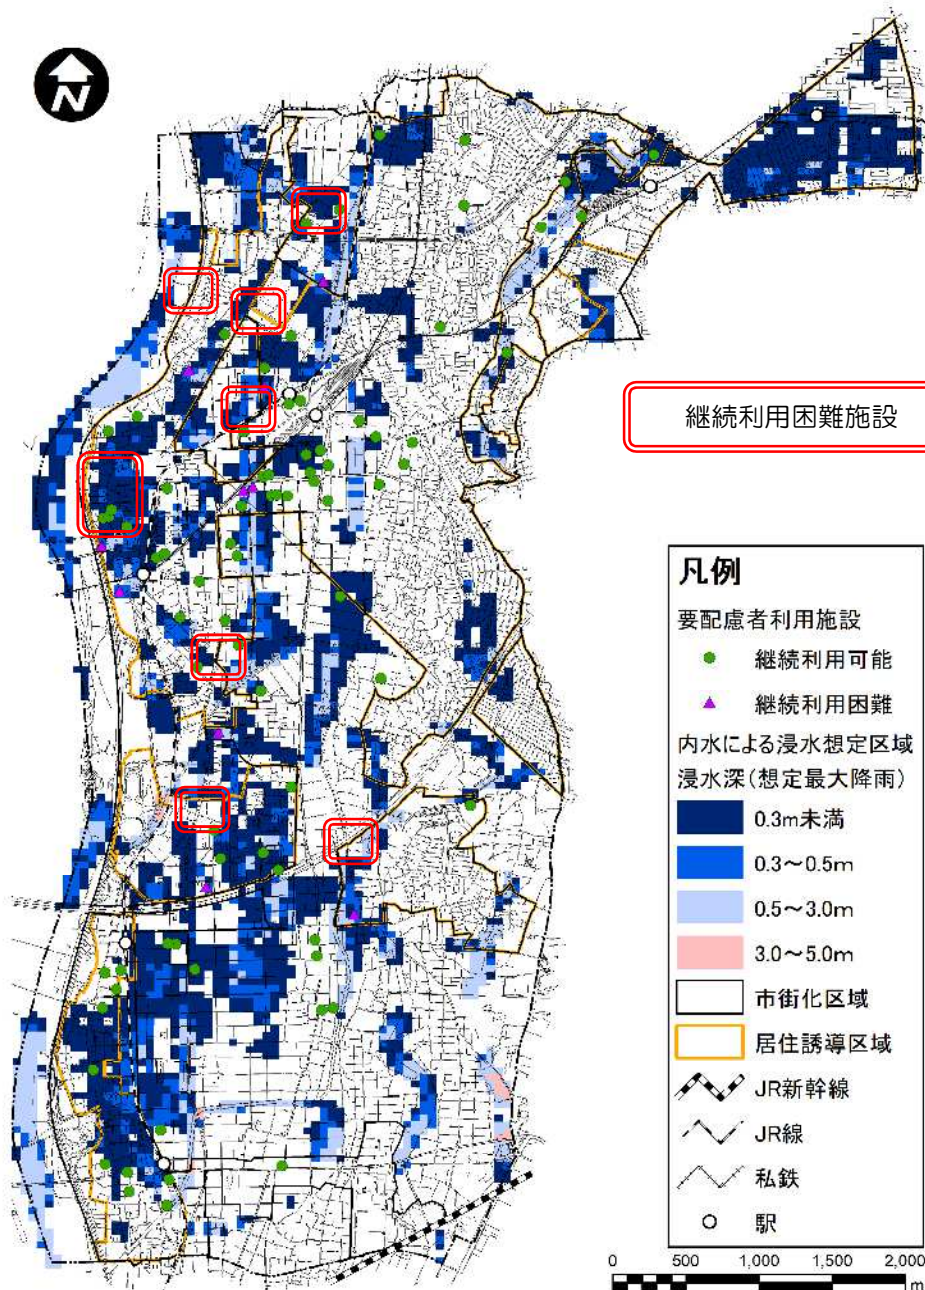 N
継続利用困難施設
凡例
要配慮者利用施設
継続利用可能
継続利用困難
内水による浸水想定区域
浸水深(想定最大降雨)
0.3m未満
0.3～0.5m
0.5～3.0m
3.0～5.0m
市街化区域
居住誘導区域
JR新幹線
JR線
私鉄
駅
0 500 1,000 1,500 2,000
m